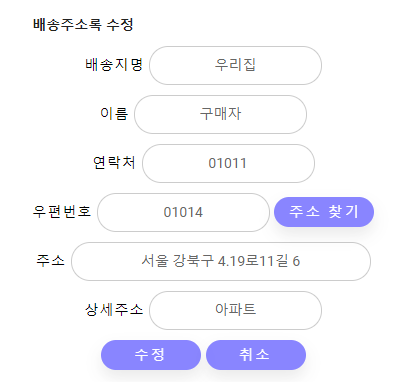 배송주소록 수정
배송지명 우리집
이름 구매자
연락처 01011
우편번호 01014 주소 찾기
주소 서울 강북구 4.19로11길 6
상세주소 아파트
수정 취소